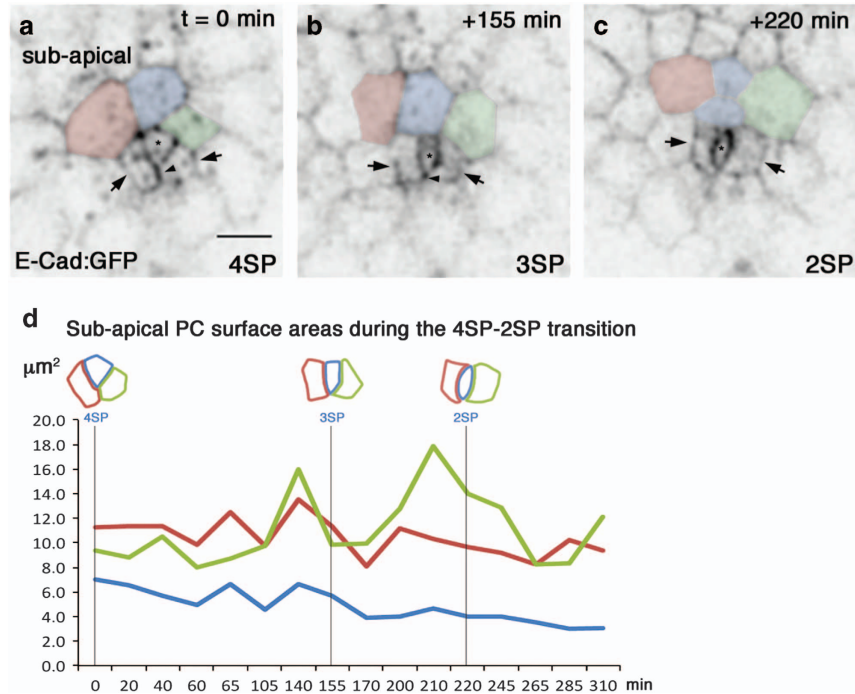 a t = 0 min
sub-apical
E-Cad:GFP 4SP
b +155 min
3SP
c +220 min
2SP
d Sub-apical PC surface areas during the 4SP-2SP transition
μm²
4SP 3SP 2SP
20.0
18.0
16.0
14.0
12.0
10.0
8.0
6.0
4.0
2.0
0.0
0 20 40 60 65 105 140 155 170 200 210 220 245 265 285 310 min